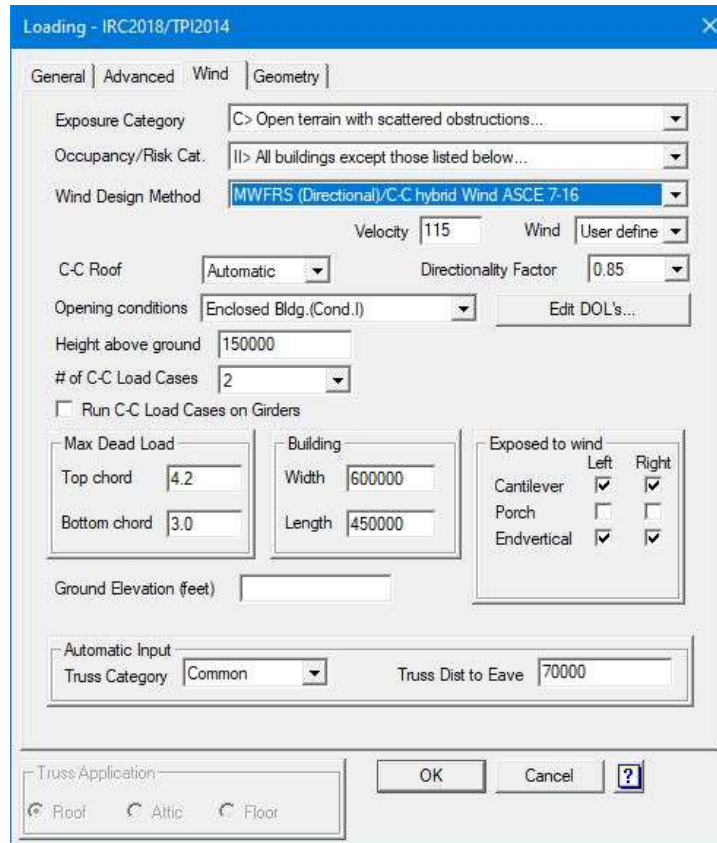 Loading - IRC2018/TPI2014
General Advanced Wind Geometry
Exposure Category C> Open terrain with scattered obstructions...
Occupancy/Risk Cat. II> All buildings except those listed below...
Wind Design Method MWFRS (Directional)/C-C hybrid Wind ASCE 7-16
Velocity 115 Wind User define
C-C Roof Automatic Directionality Factor 0.85
Opening conditions Enclosed Bldg.(Cond.I) Edit DOL's...
Height above ground 150000
# of C-C Load Cases 2
Run C-C Load Cases on Girders
Max Dead Load Building Exposed to wind
Left Right
Top chord 4.2 Width 600000 Cantilever
Porch
Bottom chord 3.0 Length 450000 Endvertical
Ground Elevation (feet)
Automatic Input
Truss Category Common Truss Dist to Eave 70000
Truss Application OK Cancel ?
Roof Attic Floor